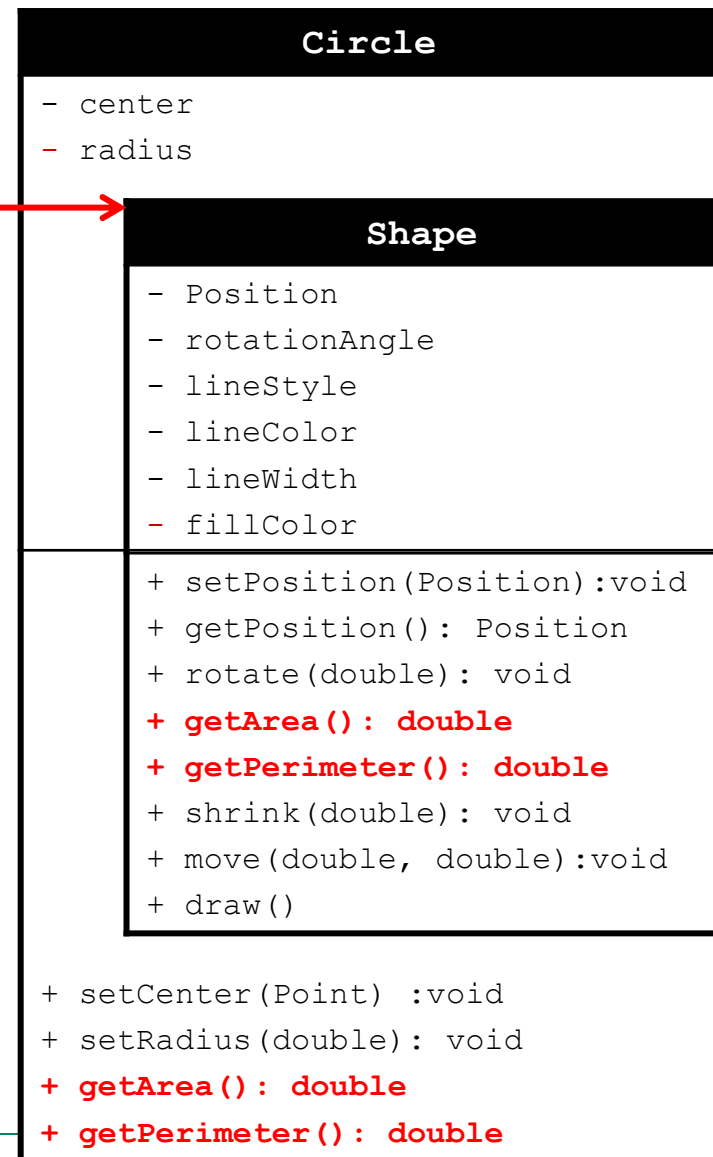 Circle
- center
- radius
Shape
- Position
- rotationAngle
- lineStyle
- lineColor
- lineWidth
- fillColor
+ setPosition(Position):void
+ getPosition(): Position
+ rotate(double): void
+ getArea(): double
+ getPerimeter(): double
+ shrink(double): void
+ move(double, double):void
+ draw()
+ setCenter(Point) :void
+ setRadius(double): void
+ getArea(): double
+ getPerimeter(): double